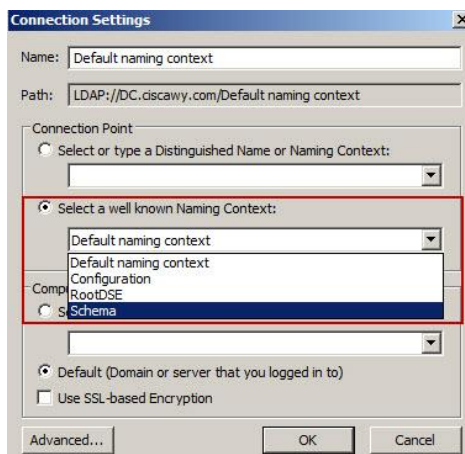 Connection Settings
Name: Default naming context
Path: LDAP://DC.ciscawy.com/Default naming context
Connection Point
Select or type a Distinguished Name or Naming Context:
Select a well known Naming Context:
Default naming context
Default naming context
Configuration
RootDSE
Schema
Default (Domain or server that you logged in to)
Use SSL-based Encryption
Advanced...
OK
Cancel